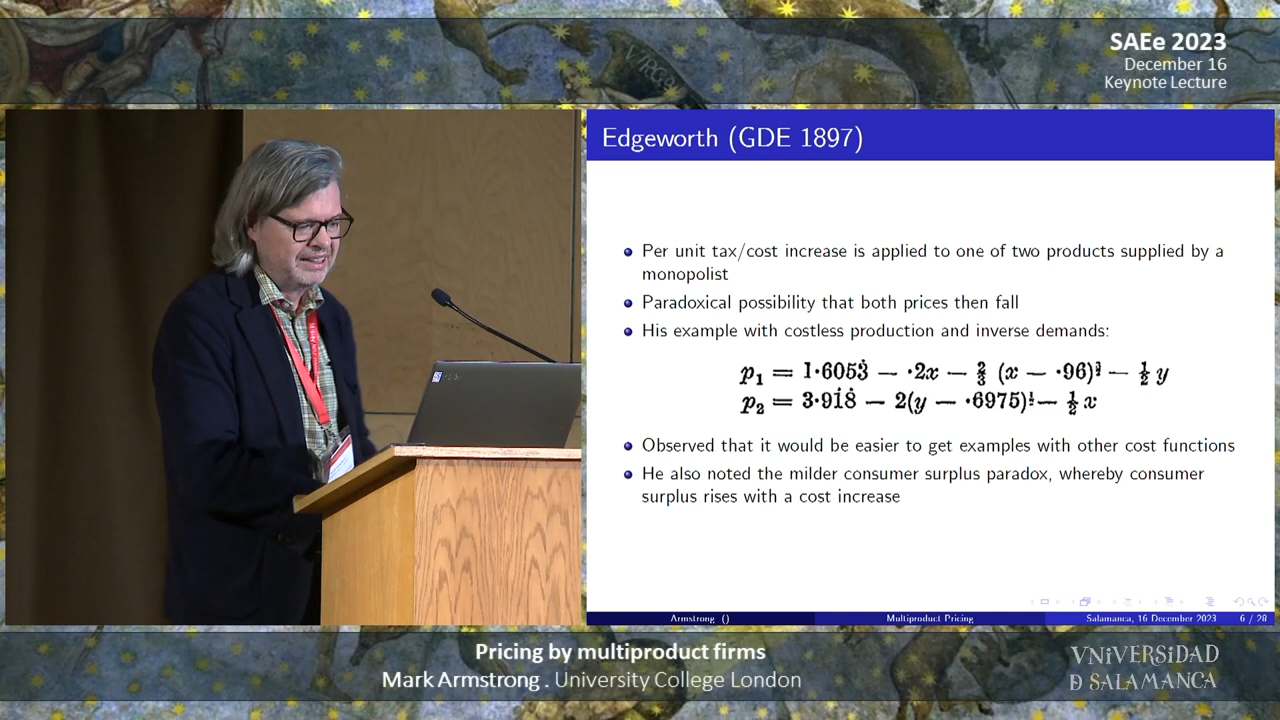 SAEe 2023
December 16
Keynote Lecture
Edgeworth (GDE 1897)
Per unit tax/cost increase is applied to one of two products supplied by a
monopolist
Paradoxical possibility that both prices then fall
His example with costless production and inverse demands:
p₁ = 1·6053̇ − ·2x − ⅔ (x − ·96)^{3/2} − ½ y
p₂ = 3·91̇8̇ − 2(y − ·6975)^{½} − ½ x
Observed that it would be easier to get examples with other cost functions
He also noted the milder consumer surplus paradox, whereby consumer
surplus rises with a cost increase
Armstrong () Multiproduct Pricing Salamanca, 16 December 2023 6 / 28
Pricing by multiproduct firms
Mark Armstrong . University College London
VNiVERSiDAD
Ð SALAMANCA